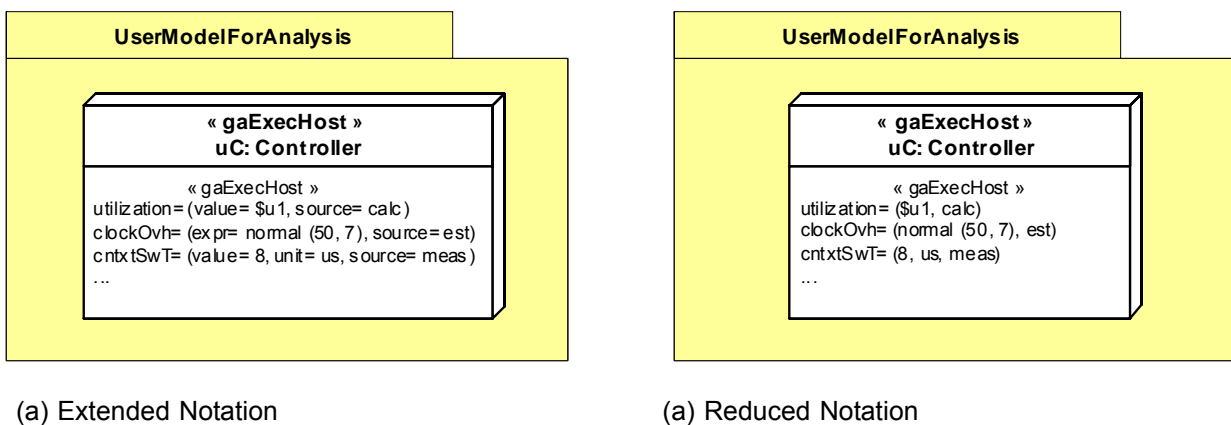 UserModelForAnalysis
« gaExecHost »
uC: Controller
« gaExecHost »
utilization= (value= $u1, source= calc)
clockOvh= (expr= normal (50, 7), source= est)
cntxtSwT= (value= 8, unit= us, source= meas)
...
(a) Extended Notation
UserModelForAnalysis
« gaExecHost»
uC: Controller
« gaExecHost »
utilization= ($u1, calc)
clockOvh= (normal (50, 7), est)
cntxtSwT= (8, us, meas)
...
(a) Reduced Notation